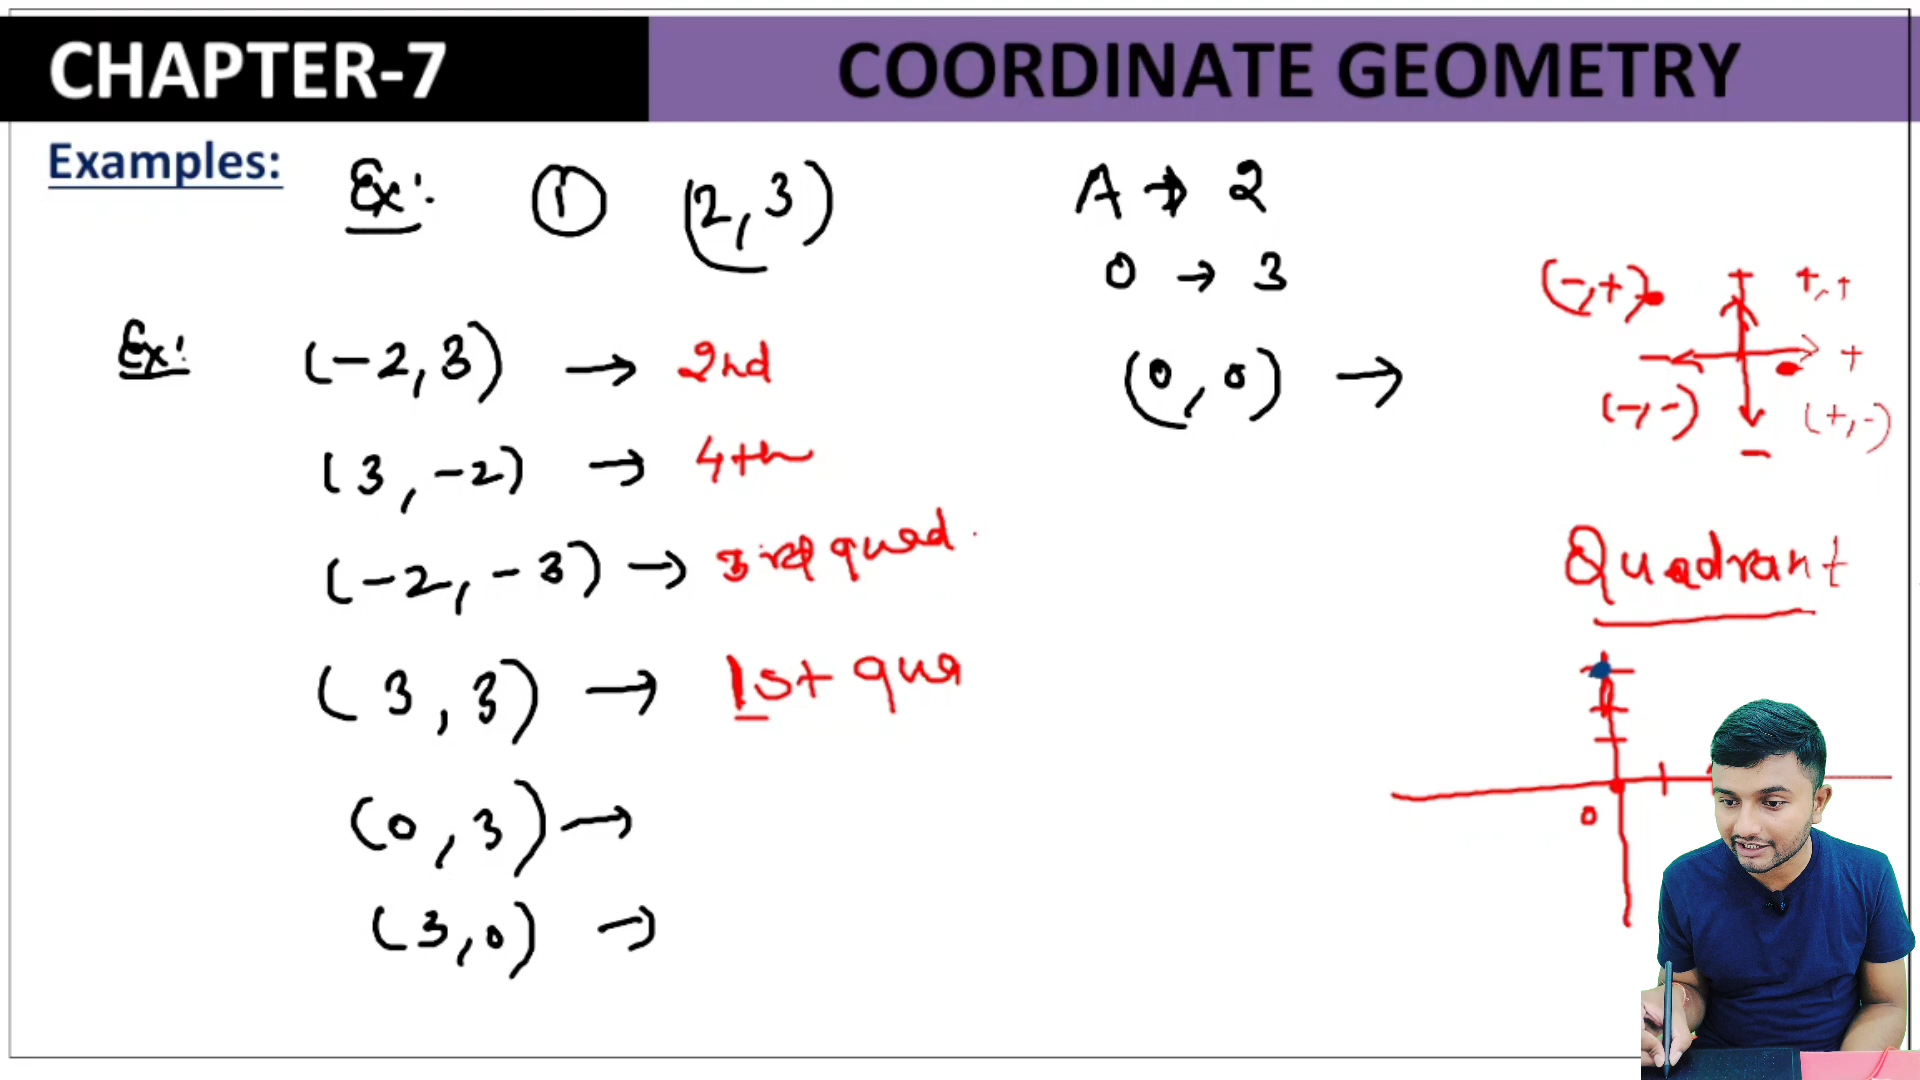 CHAPTER-7
COORDINATE GEOMETRY
Examples:
Ex: ① (2,3)
A → 2
O → 3
Ex: (-2,3) → 2nd
(3,-2) → 4th
(-2,-3) → 3rd quad.
(3,3) → 1st qua
(0,3) →
(3,0) →
(0,0) →
(-,+) + +,+
- +
(-,-) (+,-)
-
Quadrant
0